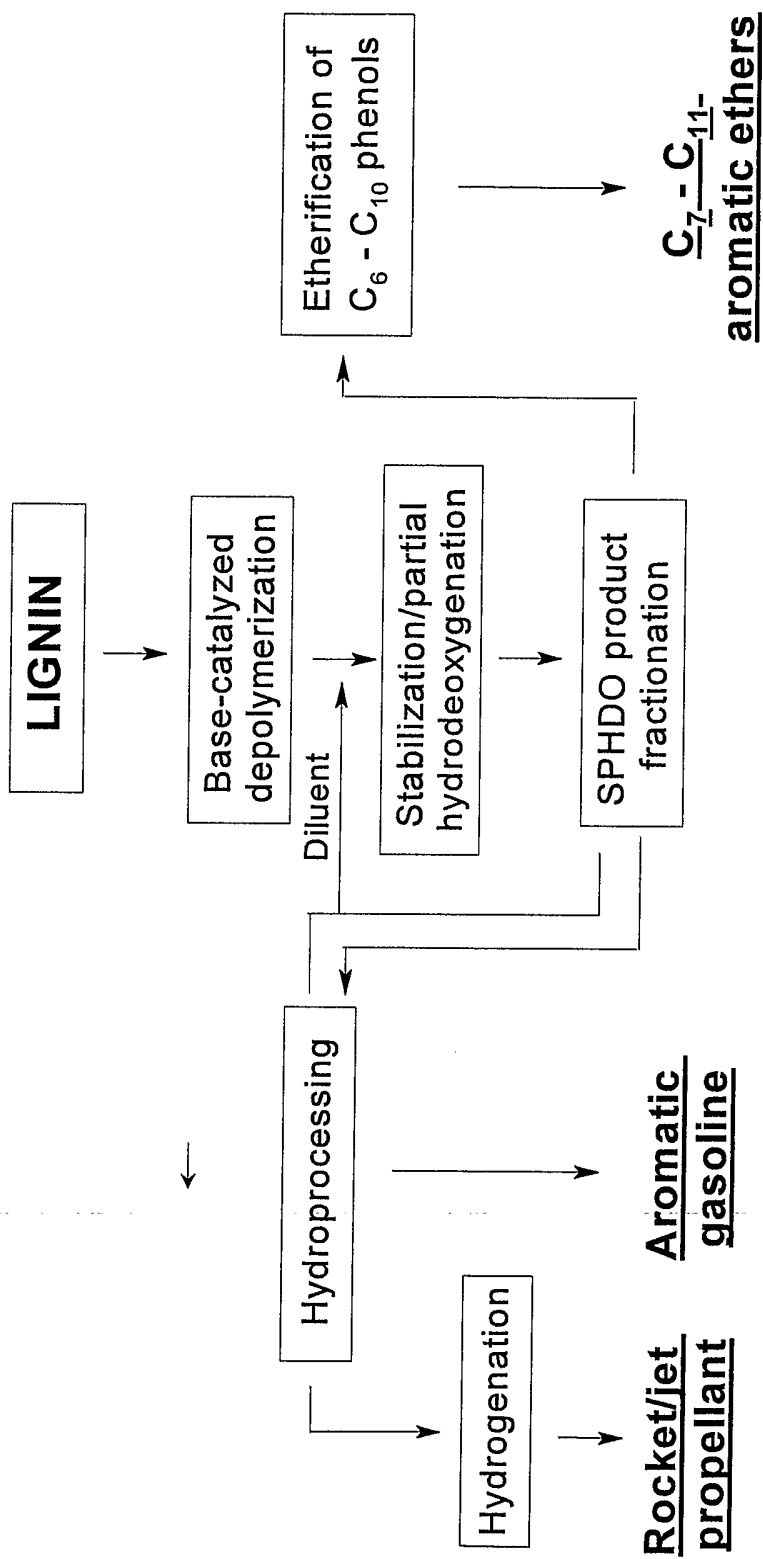 LIGNIN
Base-catalyzed
depolymerization
Diluent
Stabilization/partial
hydrodeoxygenation
SPHDO product
fractionation
Hydroprocessing
Hydrogenation
Rocket/jet
propellant
Aromatic
gasoline
Etherification of
C₆ - C₁₀ phenols
C₇ - C₁₁-
aromatic ethers